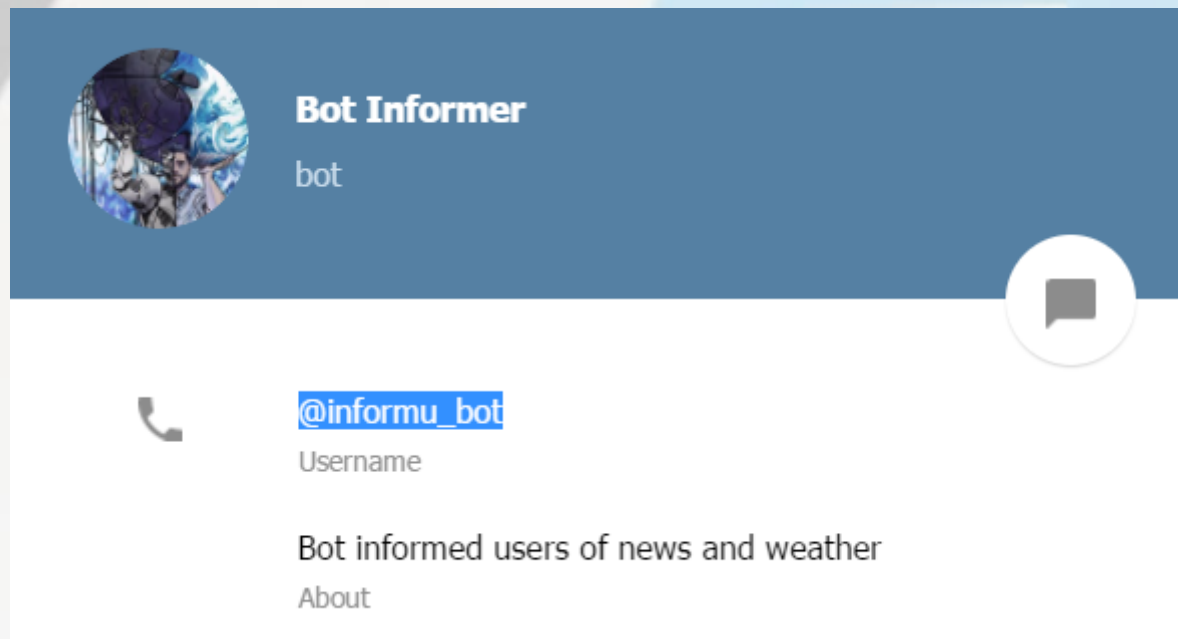 Bot Informer
bot
@informu_bot
Username
Bot informed users of news and weather
About